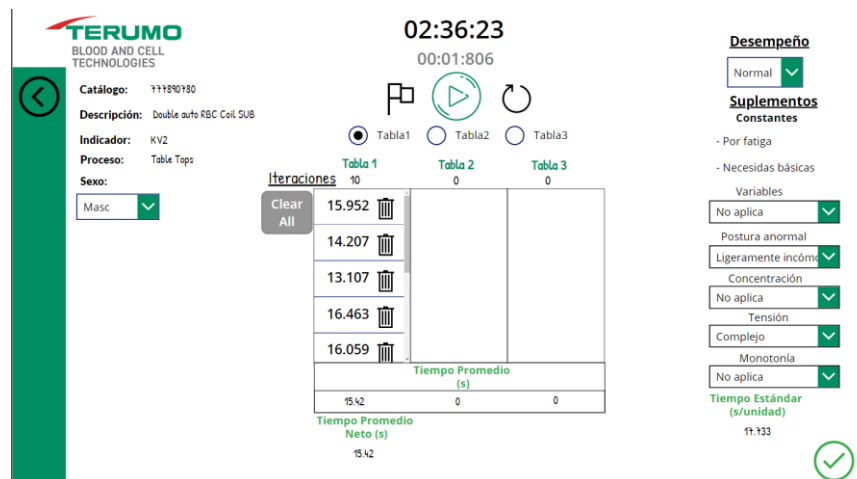 TERUMO
BLOOD AND CELL
TECHNOLOGIES
02:36:23
00:01:806
Catálogo: 777890780
Descripción: Double auto RBC Coil SUB
Indicador: KV2
Proceso: Table Tops
Sexo:
Masc
Tabla1 Tabla2 Tabla3
Iteraciones
Tabla 1 Tabla 2 Tabla 3
10 0 0
Clear All
15.952
14.207
13.107
16.463
16.059
Tiempo Promedio
(s)
15.42 0 0
Tiempo Promedio
Neto (s)
15.42
Desempeño
Normal
Suplementos
Constantes
- Por fatiga
- Necesidas básicas
Variables
No aplica
Postura anormal
Ligeramente incómo
Concentración
No aplica
Tensión
Complejo
Monotonía
No aplica
Tiempo Estándar
(s/unidad)
17.733